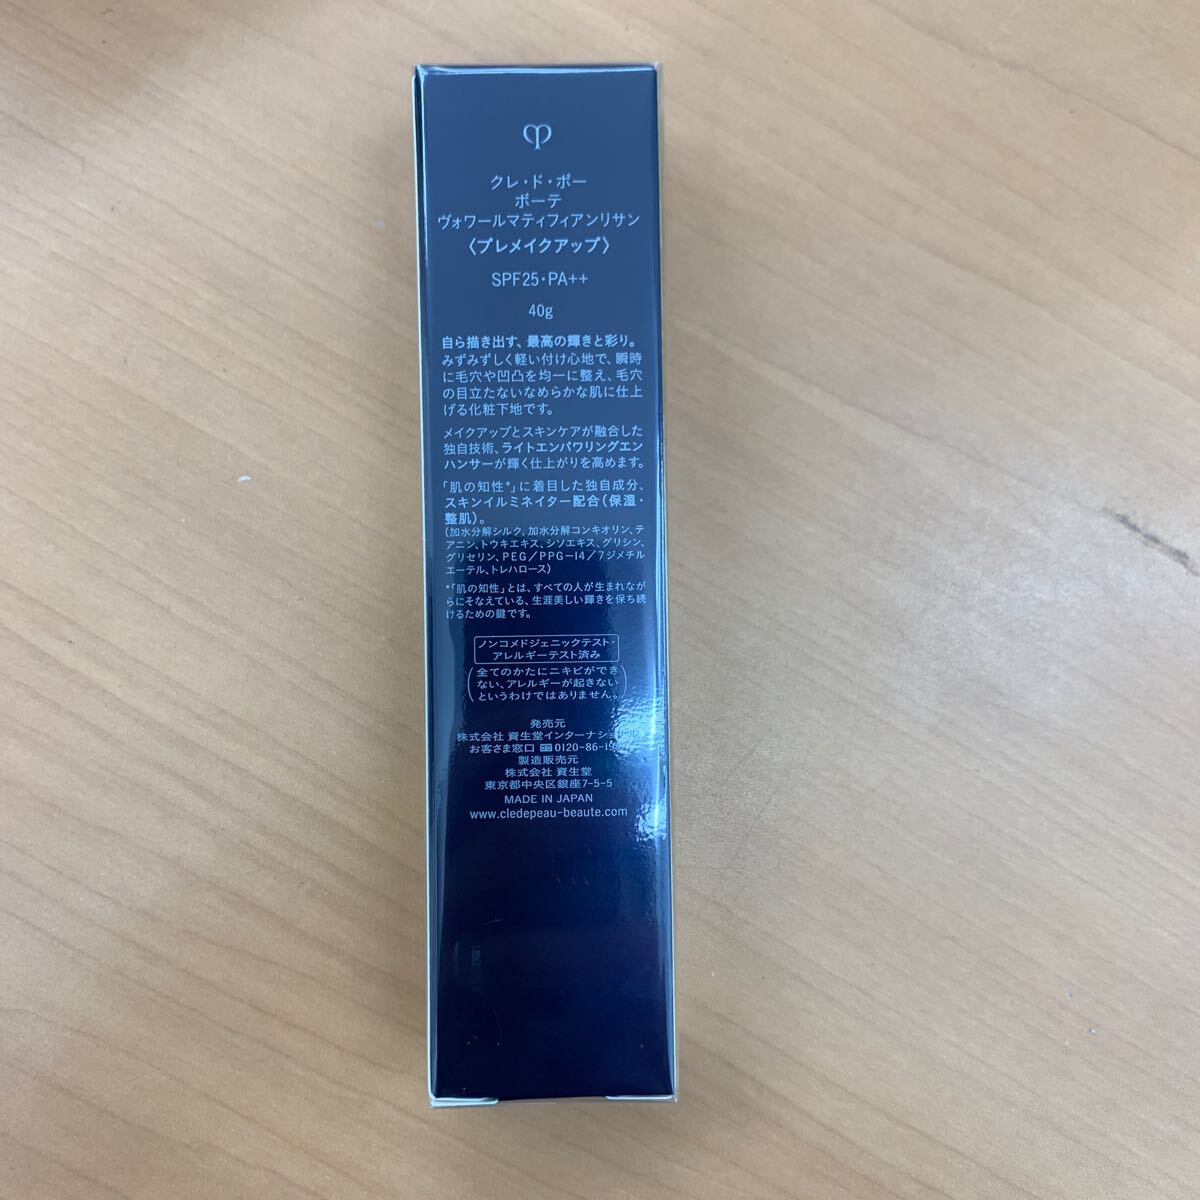 クレ・ド・ポー
ボーテ
ヴォワールマティフィアンリサン
〈プレメイクアップ〉
SPF25・PA++
40g
自ら描き出す、最高の輝きと彩り。
みずみずしく軽い付け心地で、瞬時
に毛穴や凹凸を均一に整え、毛穴
の目立たないなめらかな肌に仕上
げる化粧下地です。
メイクアップとスキンケアが融合した
独自技術、ライトエンパワリングエン
ハンサーが輝く仕上がりを高めます。
「肌の知性*」に着目した独自成分、
スキンイルミネイター配合(保湿・
整肌)。
(加水分解シルク、加水分解コンキオリン、テ
アニン、トウキエキス、シソエキス、グリシン、
グリセリン、PEG/PPG-14/7ジメチル
エーテル、トレハロース)
*「肌の知性」とは、すべての人が生まれなが
らにそなえている、生涯美しい輝きを保ち続
けるための鍵です。
ノンコメドジェニックテスト・
アレルギーテスト済み
(全てのかたにニキビができ
ない、アレルギーが起きない
というわけではありません。)
発売元
株式会社 資生堂インターナショナル
お客さま窓口 0120-86-19
製造販売元
株式会社 資生堂
東京都中央区銀座7-5-5
MADE IN JAPAN
www.cledepeau-beaute.com